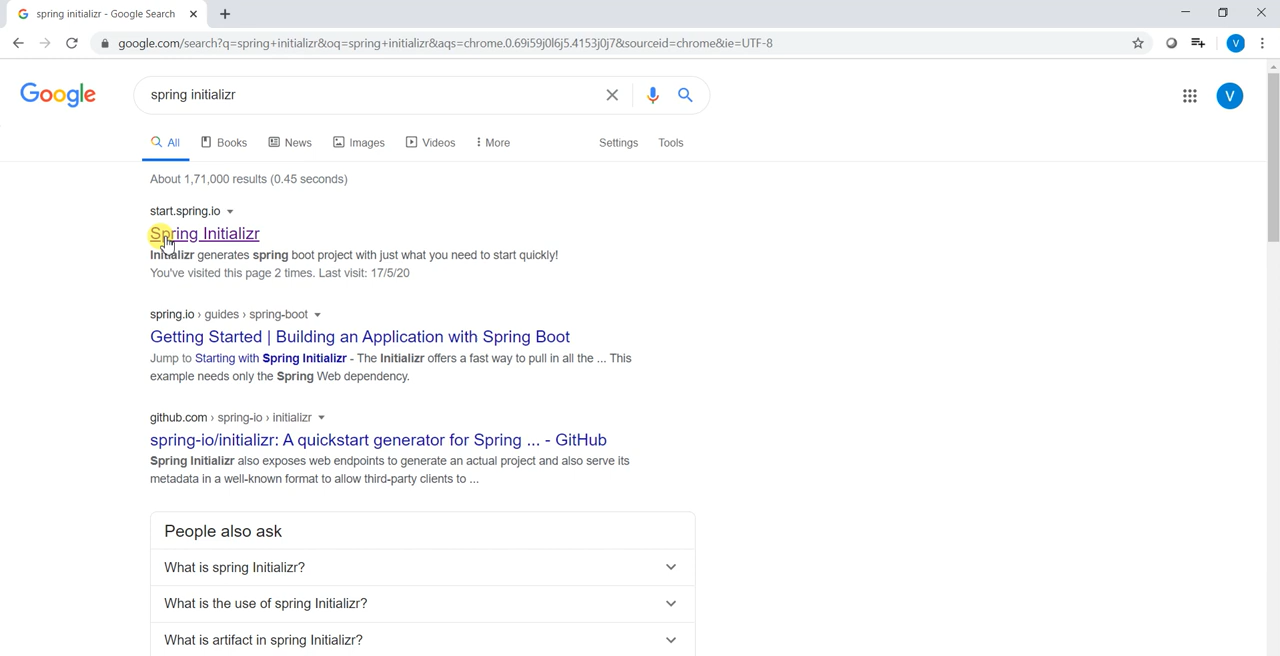 spring initializr - Google Search
google.com/search?q=spring+initializr&oq=spring+initializr&aqs=chrome.0.69i59j0l6j5.4153j0j7&sourceid=chrome&ie=UTF-8
V
Google
spring initializr
V
All
Books
News
Images
Videos
More
Settings
Tools
About 1,71,000 results (0.45 seconds)
start.spring.io
Spring Initializr
Initializr generates spring boot project with just what you need to start quickly!
You've visited this page 2 times. Last visit: 17/5/20
spring.io › guides › spring-boot
Getting Started | Building an Application with Spring Boot
Jump to Starting with Spring Initializr - The Initializr offers a fast way to pull in all the ... This
example needs only the Spring Web dependency.
github.com › spring-io › initializr
spring-io/initializr: A quickstart generator for Spring ... - GitHub
Spring Initializr also exposes web endpoints to generate an actual project and also serve its
metadata in a well-known format to allow third-party clients to ...
People also ask
What is spring Initializr?
What is the use of spring Initializr?
What is artifact in spring Initializr?